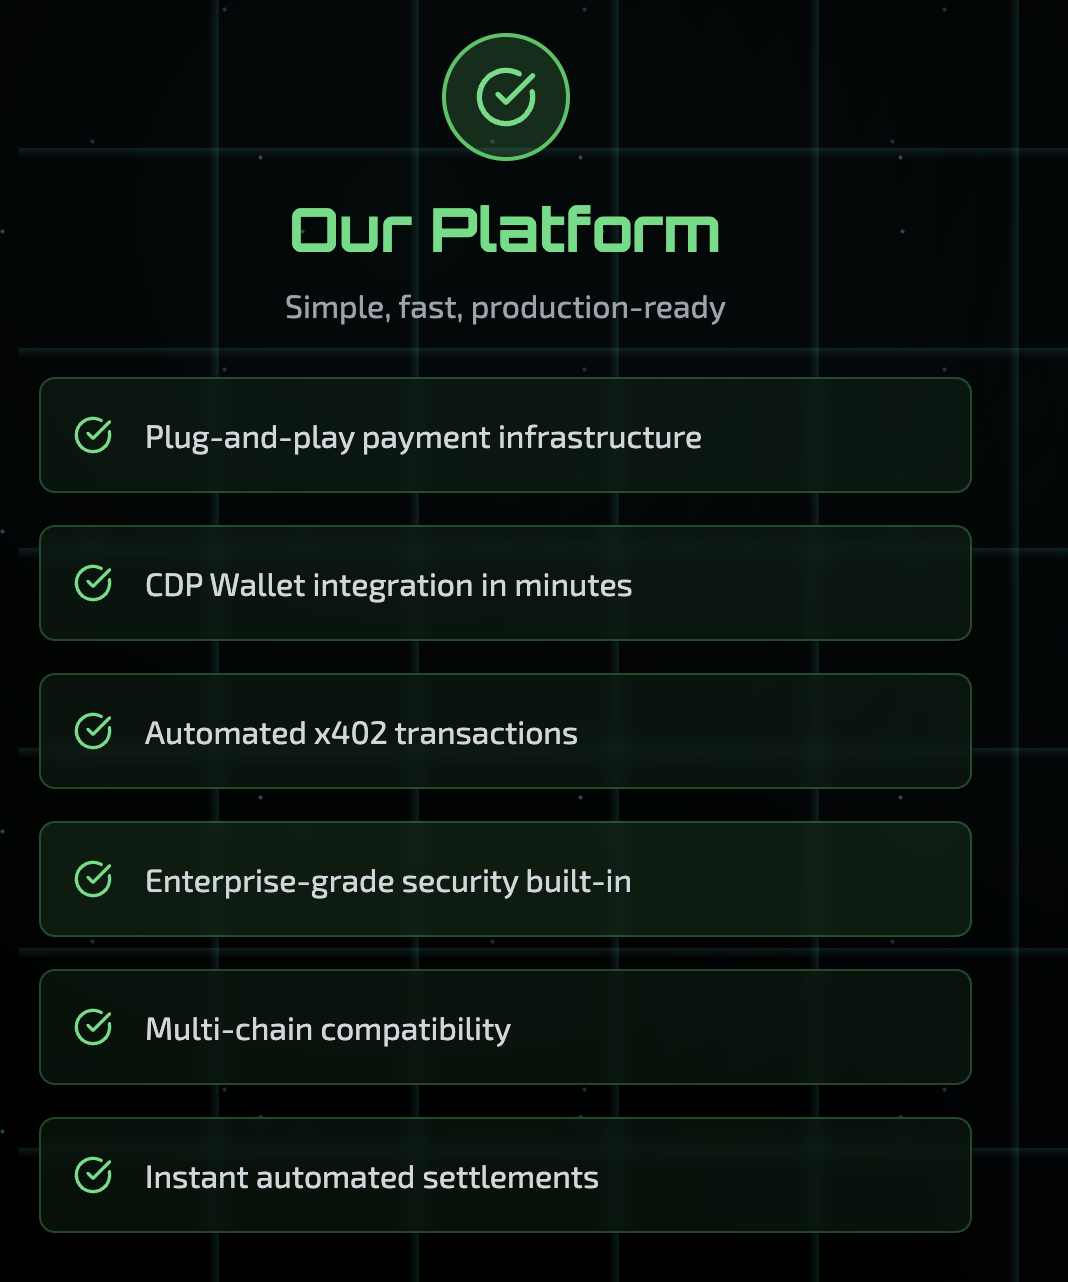 Our Platform
Simple, fast, production-ready
Plug-and-play payment infrastructure
CDP Wallet integration in minutes
Automated x402 transactions
Enterprise-grade security built-in
Multi-chain compatibility
Instant automated settlements